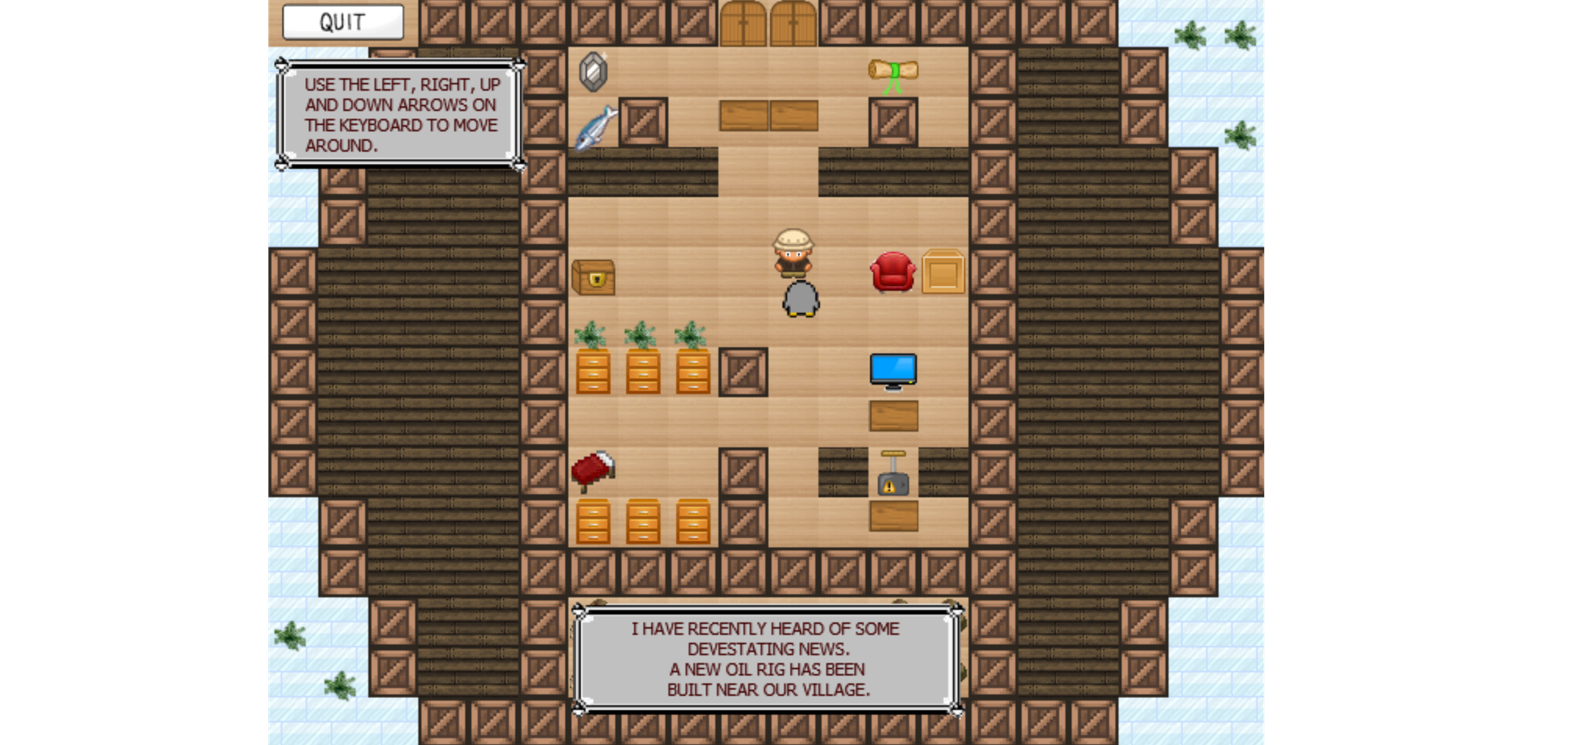 QUIT
USE THE LEFT, RIGHT, UP
AND DOWN ARROWS ON
THE KEYBOARD TO MOVE
AROUND.
I HAVE RECENTLY HEARD OF SOME
DEVESTATING NEWS.
A NEW OIL RIG HAS BEEN
BUILT NEAR OUR VILLAGE.